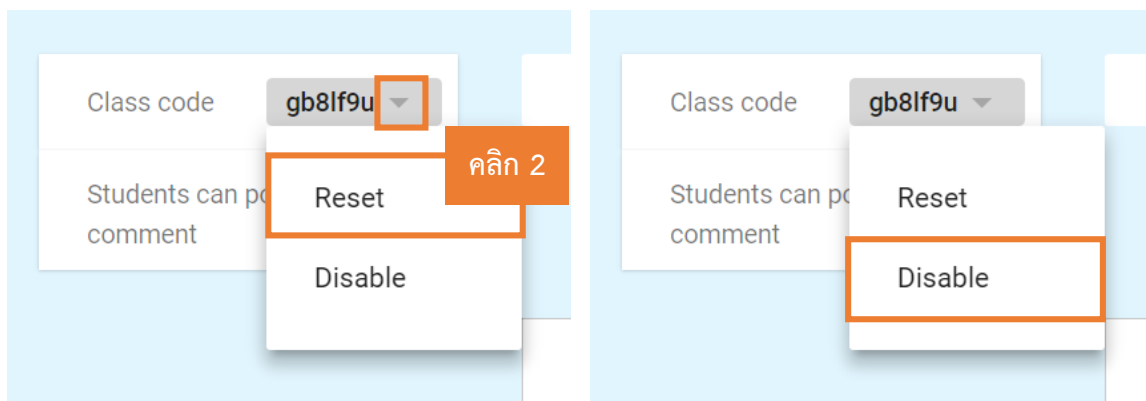 Class code
gb8lf9u
คลิก 2
Students can po
comment
Reset
Disable
Class code
gb8lf9u
Students can po
comment
Reset
Disable